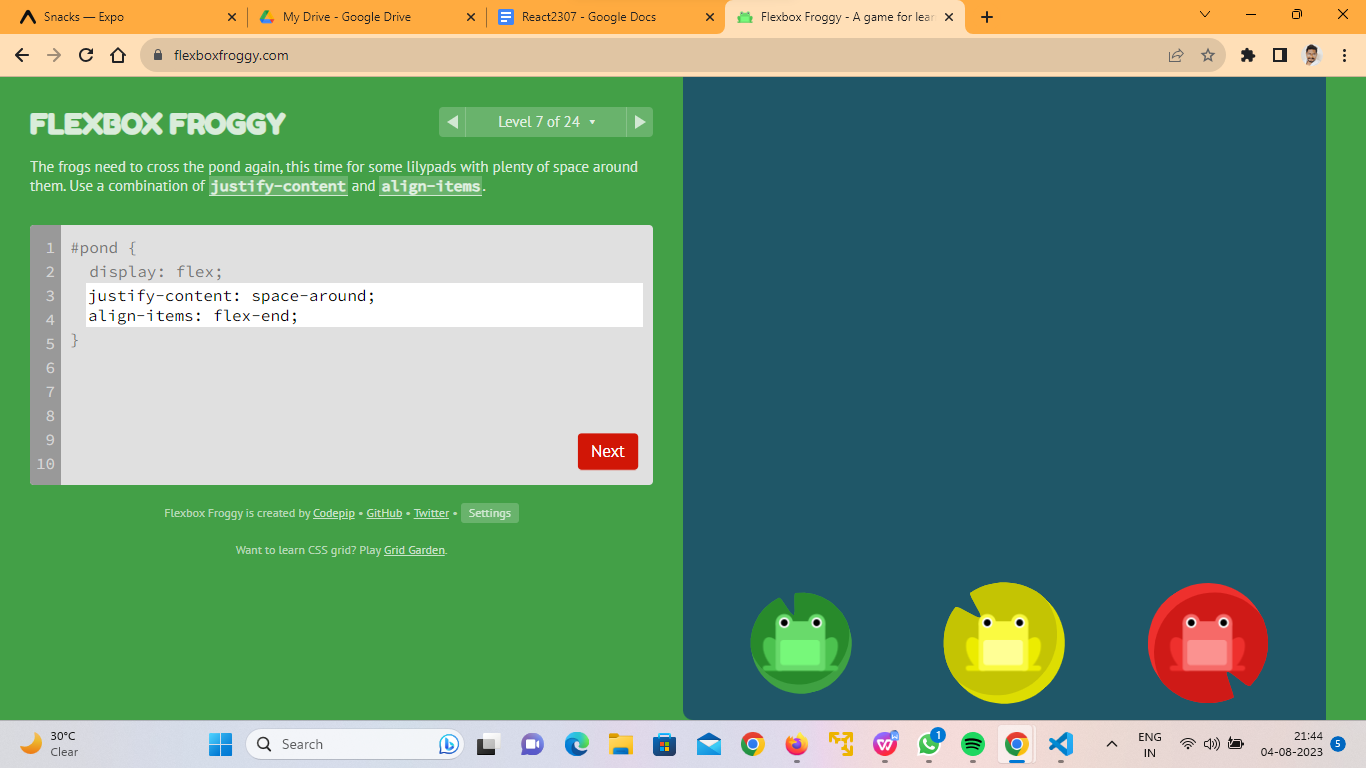 Snacks — Expo
My Drive - Google Drive
React2307 - Google Docs
Flexbox Froggy - A game for lear
flexboxfroggy.com
FLEXBOX FROGGY
Level 7 of 24
The frogs need to cross the pond again, this time for some lilypads with plenty of space around
them. Use a combination of justify-content and align-items.
1 #pond {
2 display: flex;
3 justify-content: space-around;
4 align-items: flex-end;
5 }
6
7
8
9
10
Next
Flexbox Froggy is created by Codepip • GitHub • Twitter • Settings
Want to learn CSS grid? Play Grid Garden.
30°C
Clear
Search
1
ENG
IN
21:44
04-08-2023
5